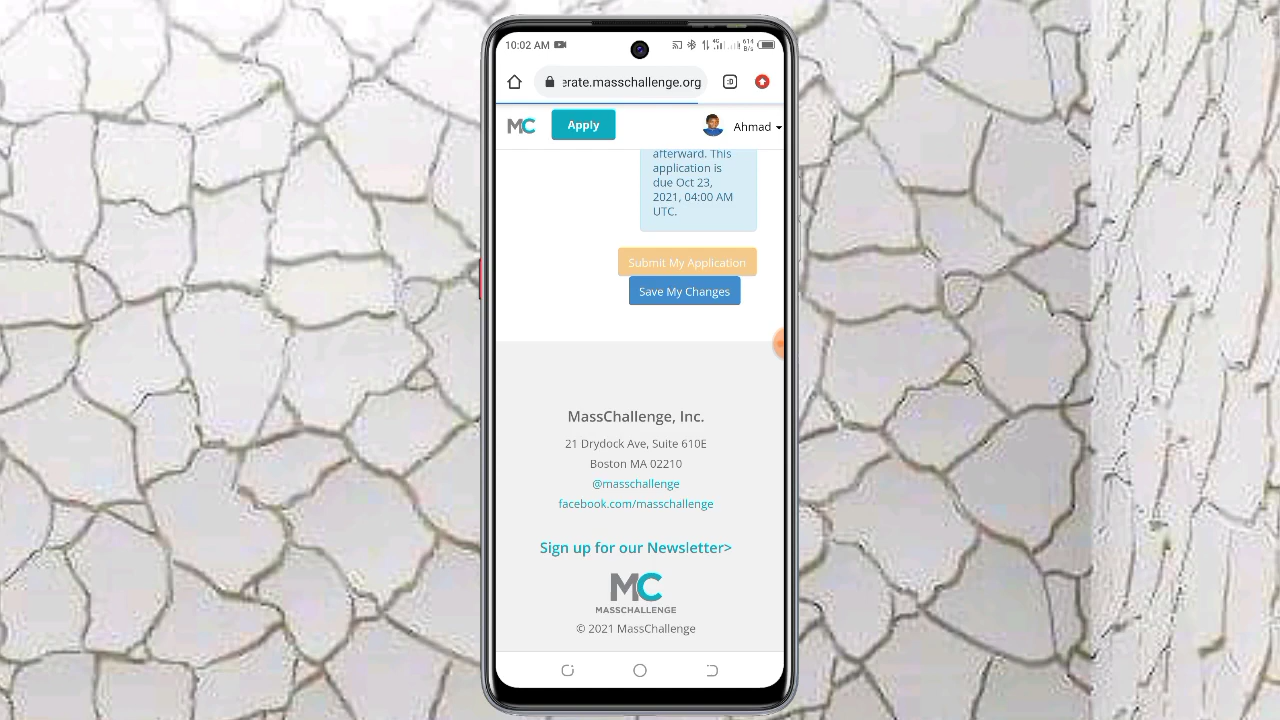 10:02 AM
4G
614
B/s
erate.masschallenge.org
:D
MC
Apply
Ahmad
afterward. This
application is
due Oct 23,
2021, 04:00 AM
UTC.
Submit My Application
Save My Changes
MassChallenge, Inc.
21 Drydock Ave, Suite 610E
Boston MA 02210
@masschallenge
facebook.com/masschallenge
Sign up for our Newsletter>
MC
MASSCHALLENGE
© 2021 MassChallenge